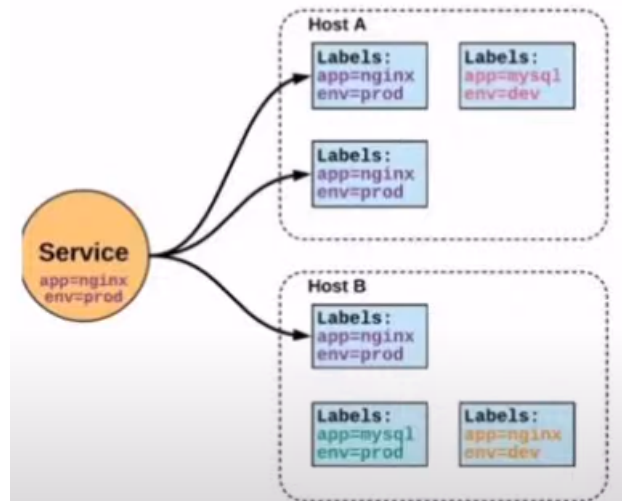 Host A
Labels:
app=nginx
env=prod
Labels:
app=mysql
env=dev
Labels:
app=nginx
env=prod
Service
app=nginx
env=prod
Host B
Labels:
app=nginx
env=prod
Labels:
app=mysql
env=prod
Labels:
app=nginx
env=dev